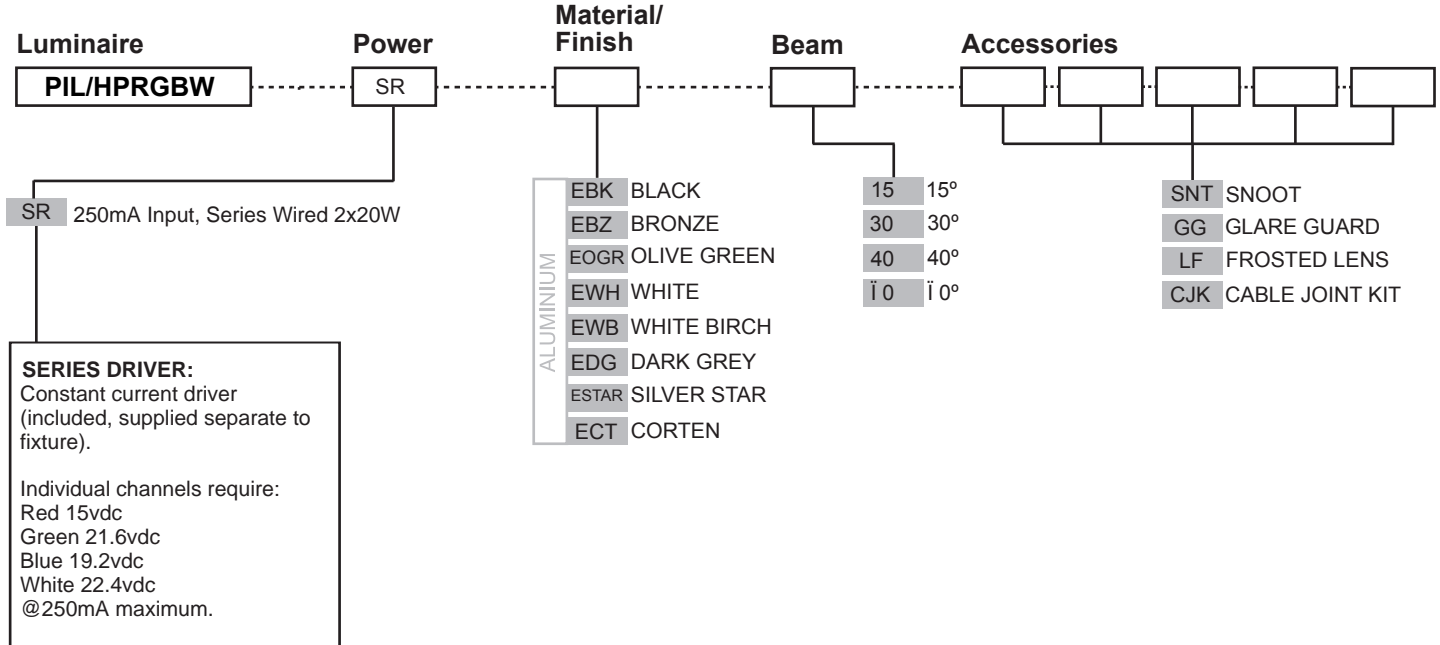 Luminaire
Power
Material/
Finish
Beam
Accessories
PIL/HPRGBW
SR
SR 250mA Input, Series Wired 2x20W
SERIES DRIVER:
Constant current driver
(included, supplied separate to
fixture).
Individual channels require:
Red 15vdc
Green 21.6vdc
Blue 19.2vdc
White 22.4vdc
@250mA maximum.
ALUMINIUM
EBK BLACK
EBZ BRONZE
EOGR OLIVE GREEN
EWH WHITE
EWB WHITE BIRCH
EDG DARK GREY
ESTAR SILVER STAR
ECT CORTEN
15 15º
30 30º
40 40º
Ï 0 Ï 0º
SNT SNOOT
GG GLARE GUARD
LF FROSTED LENS
CJK CABLE JOINT KIT